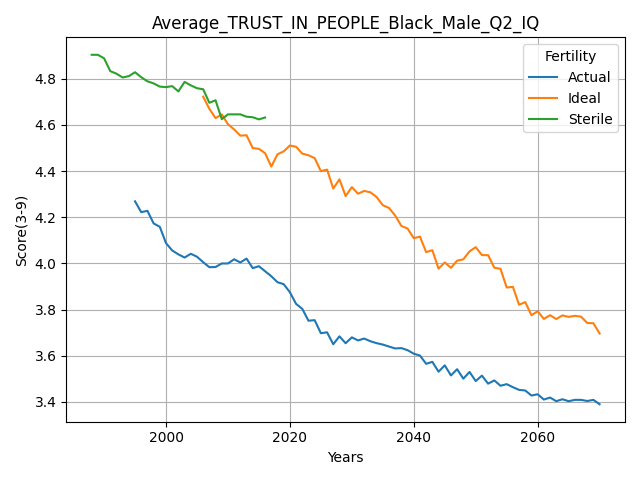 Average_TRUST_IN_PEOPLE_Black_Male_Q2_IQ
Fertility
Actual
Ideal
Sterile
Score(3-9)
4.8
4.6
4.4
4.2
4.0
3.8
3.6
3.4
2000
2020
2040
2060
Years